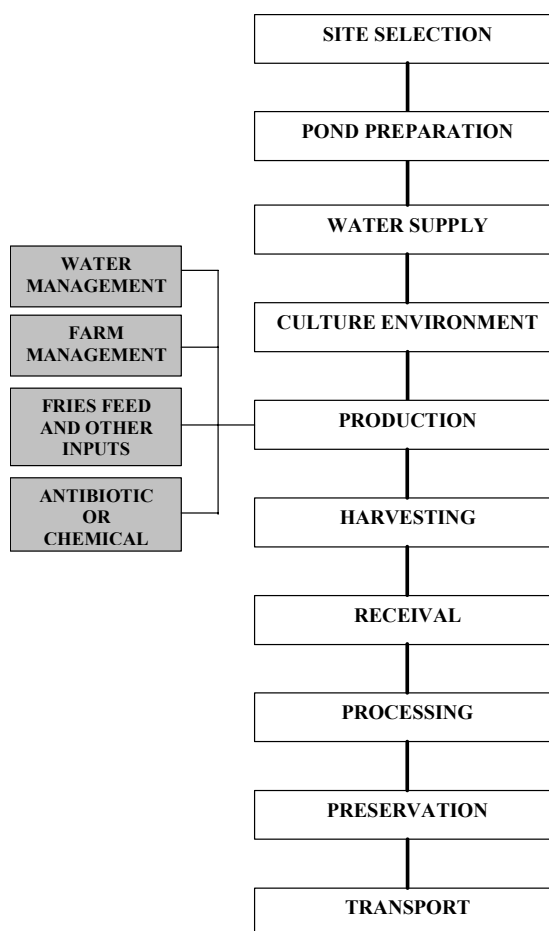 SITE SELECTION
POND PREPARATION
WATER SUPPLY
WATER
MANAGEMENT
CULTURE ENVIRONMENT
FARM
MANAGEMENT
FRIES FEED
AND OTHER
INPUTS
PRODUCTION
ANTIBIOTIC
OR
CHEMICAL
HARVESTING
RECEIVAL
PROCESSING
PRESERVATION
TRANSPORT